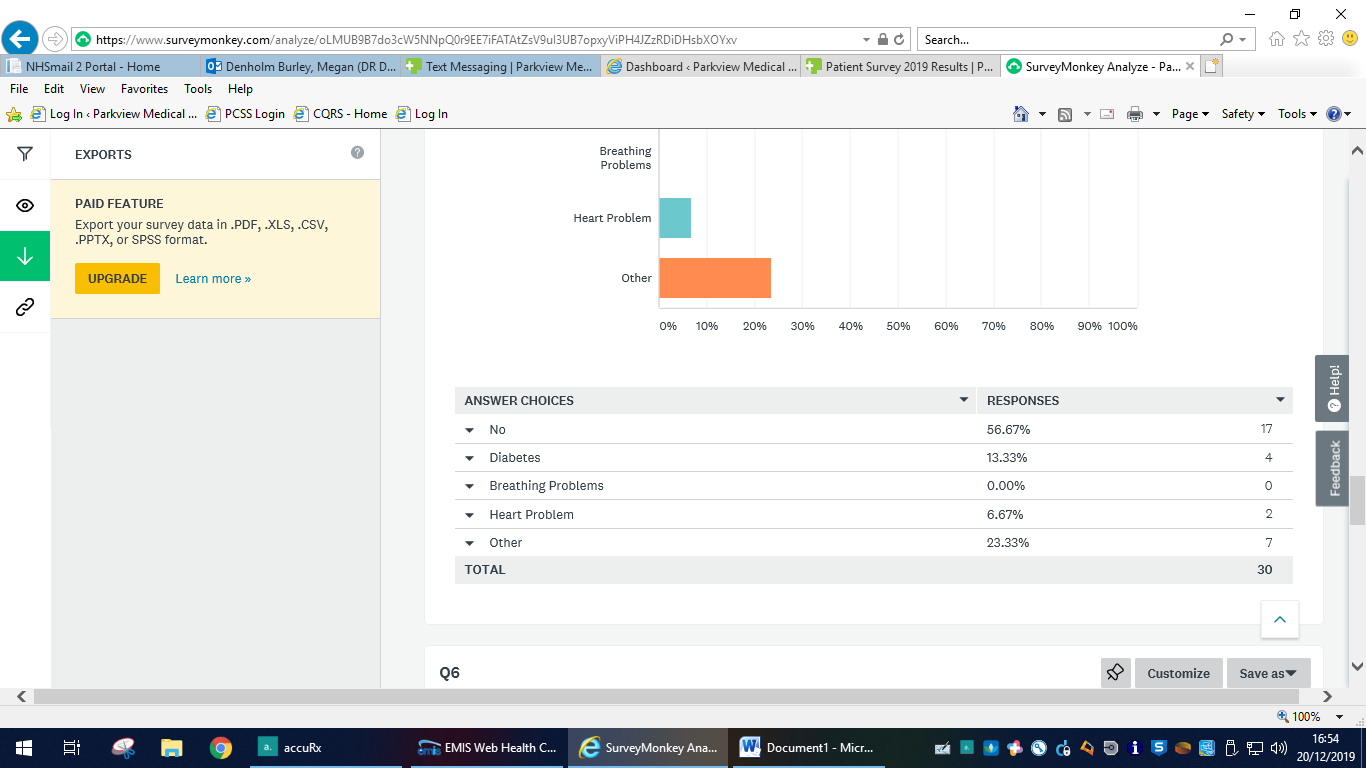 https://www.surveymonkey.com/analyze/oLMUB9B7do3cW5NNpQ0r9EE7iFATAtZsV9ul3UB7opxyViPH4JZzRDiDHsbXOYxv
Search...
NHSmail 2 Portal - Home
Denholm Burley, Megan (DR D...
Text Messaging | Parkview Me...
Dashboard ‹ Parkview Medical ...
Patient Survey 2019 Results | P...
SurveyMonkey Analyze - Pa...
File Edit View Favorites Tools Help
Log In ‹ Parkview Medical ... PCSS Login CQRS - Home Log In
Page Safety Tools
EXPORTS
PAID FEATURE
Export your survey data in .PDF, .XLS, .CSV,
.PPTX, or SPSS format.
UPGRADE Learn more »
Breathing
Problems
Heart Problem
Other
0% 10% 20% 30% 40% 50% 60% 70% 80% 90% 100%
ANSWER CHOICES RESPONSES
No 56.67% 17
Diabetes 13.33% 4
Breathing Problems 0.00% 0
Heart Problem 6.67% 2
Other 23.33% 7
TOTAL 30
Help!
Feedback
Q6
Customize Save as
100%
a. accuRx
emis EMIS Web Health C...
SurveyMonkey Ana...
Document1 - Micr...
16:54
20/12/2019